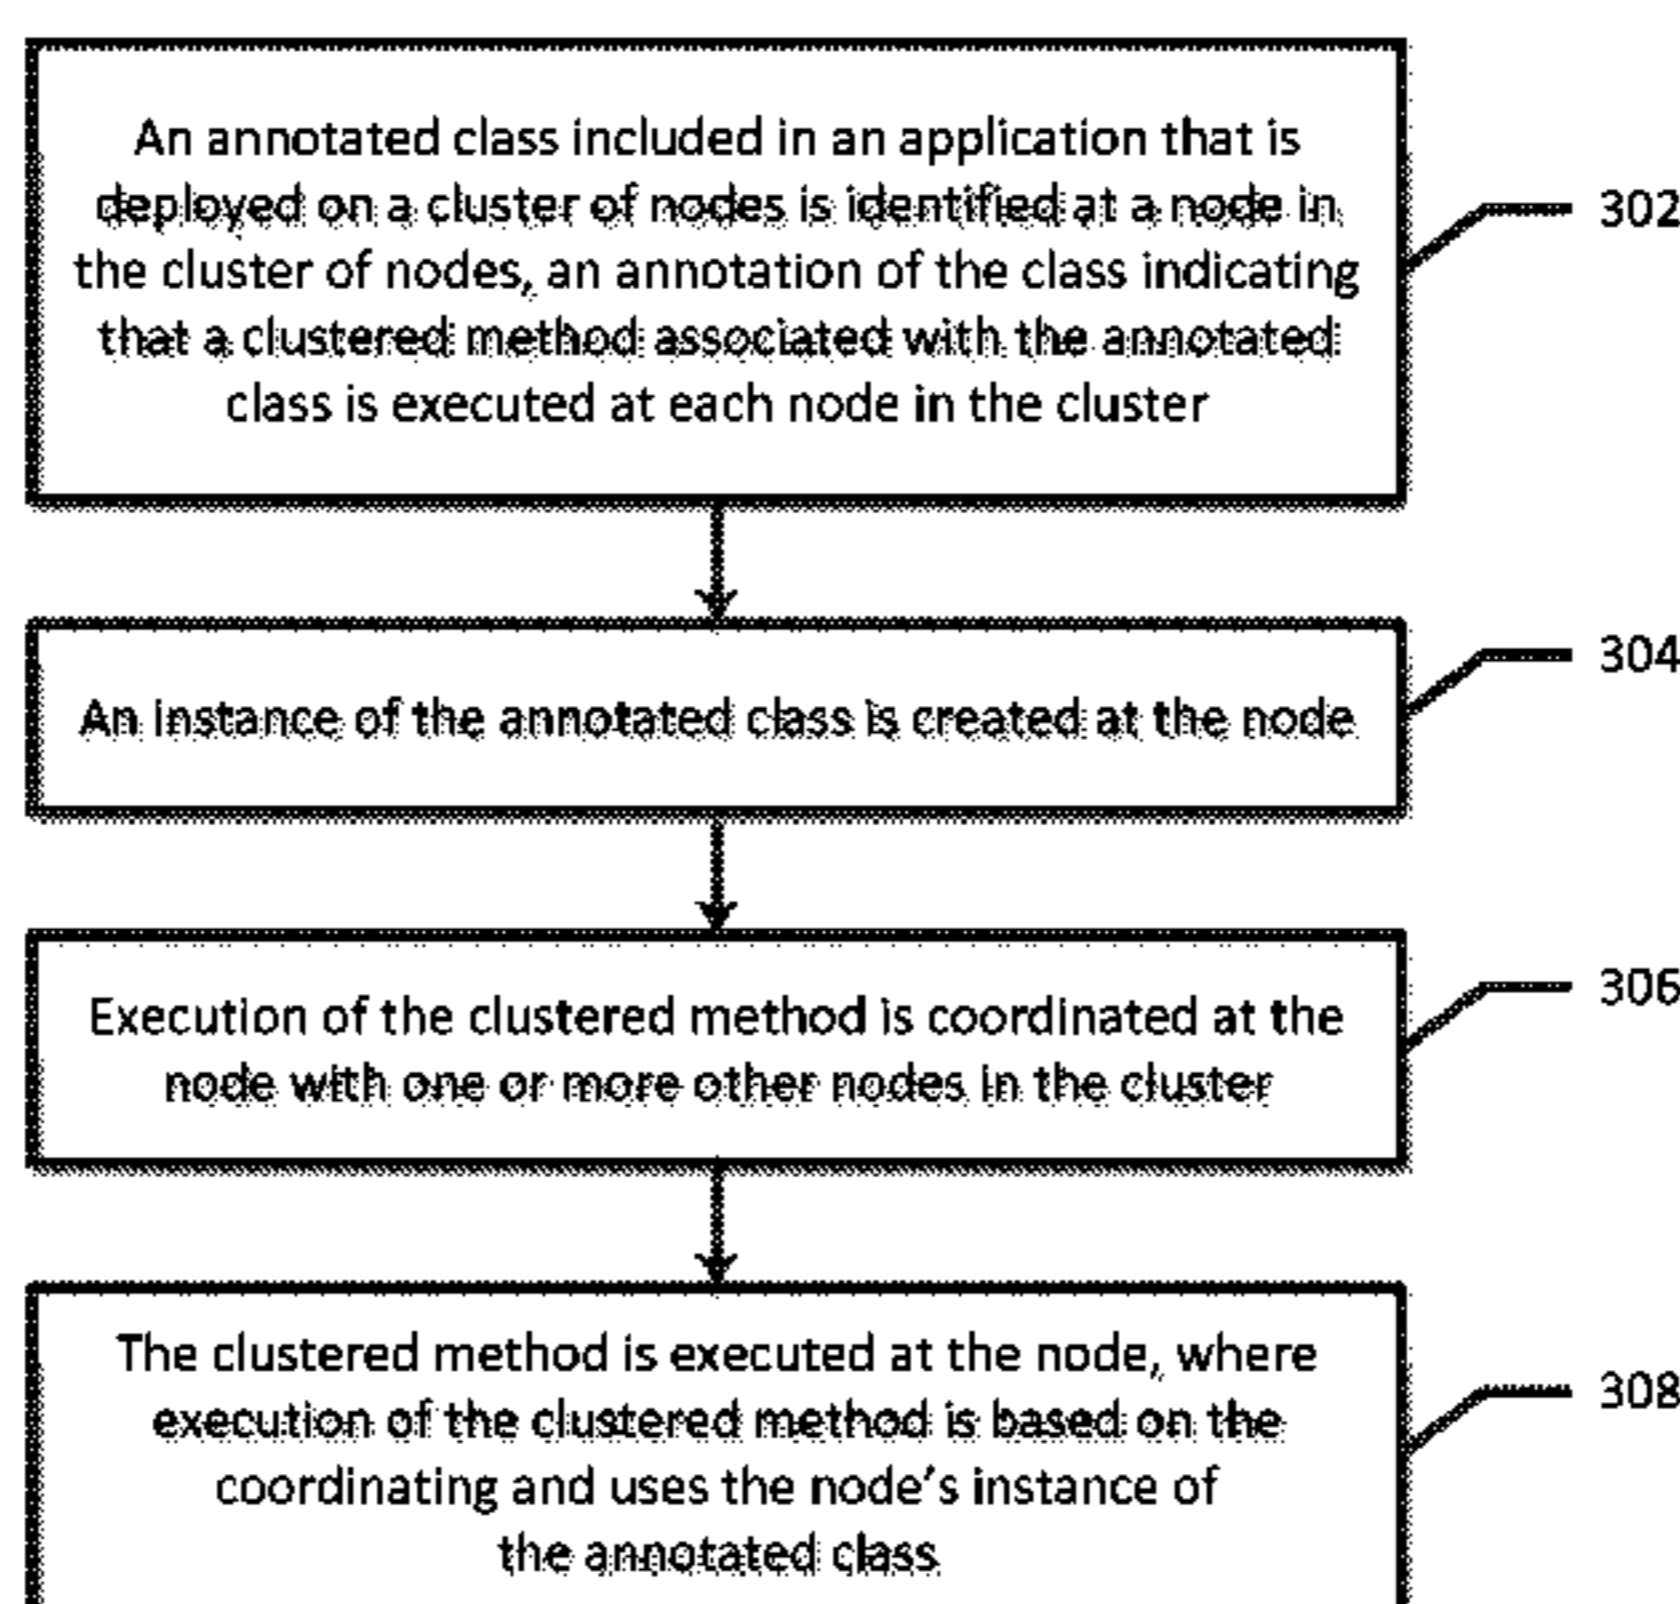 An annotated class included in an application that is
deployed on a cluster of nodes is identified at a node in
the cluster of nodes, an annotation of the class indicating
that a clustered method associated with the annotated
class is executed at each node in the cluster
302
An instance of the annotated class is created at the node
304
Execution of the clustered method is coordinated at the
node with one or more other nodes in the cluster
306
The clustered method is executed at the node, where
execution of the clustered method is based on the
coordinating and uses the node's instance of
the annotated class
308